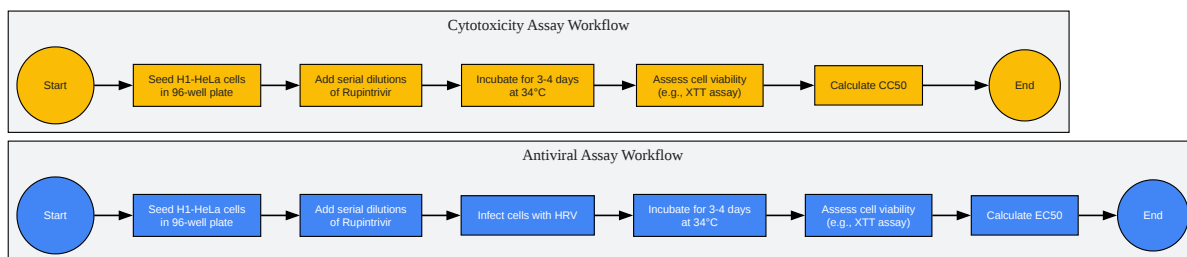 Cytotoxicity Assay Workflow
Start
Seed H1-HeLa cells
in 96-well plate
Add serial dilutions
of Rupintrivir
Incubate for 3-4 days
at 34°C
Assess cell viability
(e.g., XTT assay)
Calculate CC50
End
Antiviral Assay Workflow
Start
Seed H1-HeLa cells
in 96-well plate
Add serial dilutions
of Rupintrivir
Infect cells with HRV
Incubate for 3-4 days
at 34°C
Assess cell viability
(e.g., XTT assay)
Calculate EC50
End